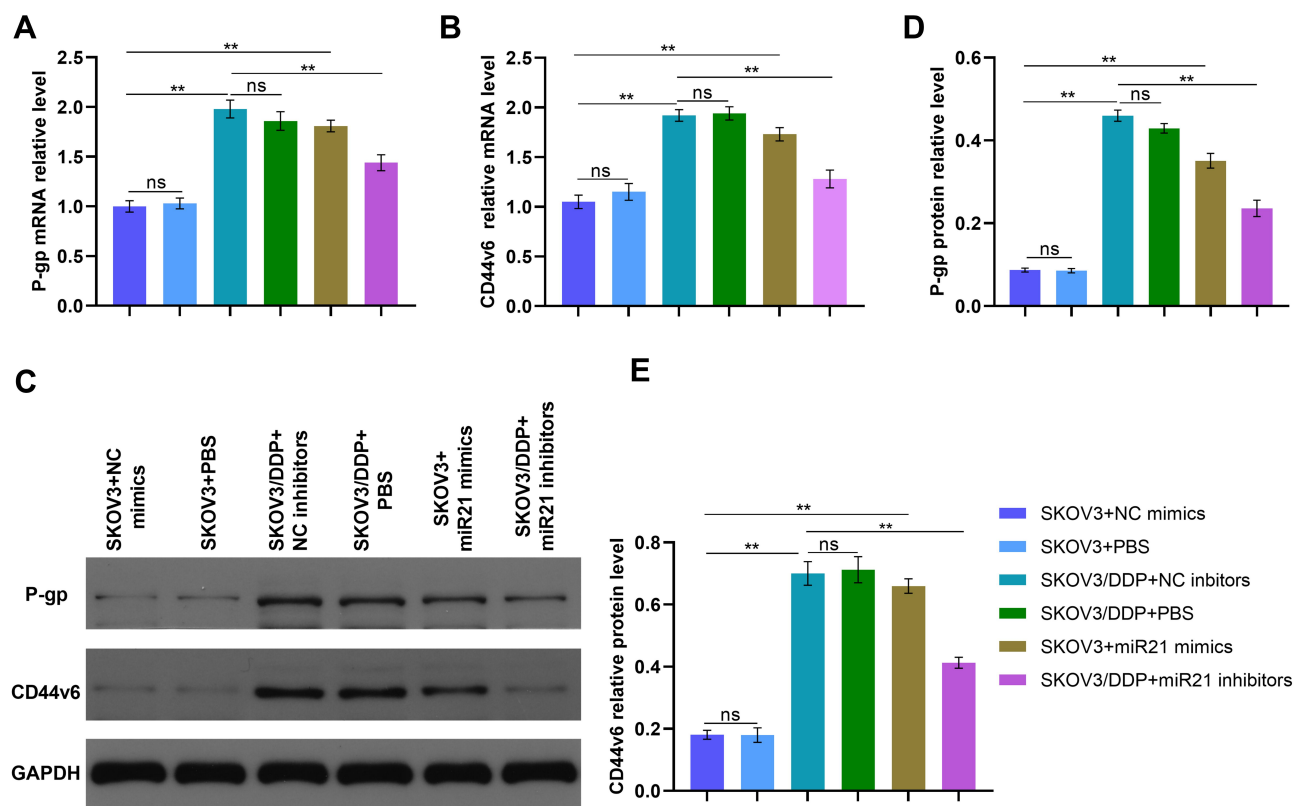 A
P-gp mRNA relative level
2.5
2.0
1.5
1.0
0.5
0.0
**
**
**
ns
ns
B
CD44v6 relative mRNA level
2.5
2.0
1.5
1.0
0.5
0.0
**
**
**
ns
ns
D
P-gp protein relative level
0.6
0.4
0.2
0.0
**
**
**
ns
ns
C
SKOV3+NC
mimics
SKOV3+PBS
SKOV3/DDP+
NC inhibitors
SKOV3/DDP+
PBS
SKOV3+
miR21 mimics
SKOV3/DDP+
miR21 inhibitors
P-gp
CD44v6
GAPDH
E
CD44v6 relative protein level
0.8
0.6
0.4
0.2
0.0
**
**
**
ns
ns
SKOV3+NC mimics
SKOV3+PBS
SKOV3/DDP+NC inbitors
SKOV3/DDP+PBS
SKOV3+miR21 mimics
SKOV3/DDP+miR21 inhibitors